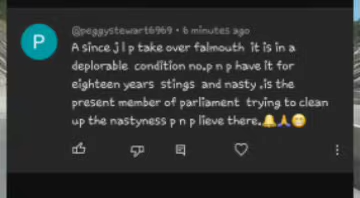 P
@peggystewart6969 • 6 minutes ago
A since j l p take over falmouth it is in a
deplorable condition no.p n p have it for
eighteen years stings and nasty .is the
present member of parliament trying to clean
up the nastyness p n p lieve there.🔔🙏😁